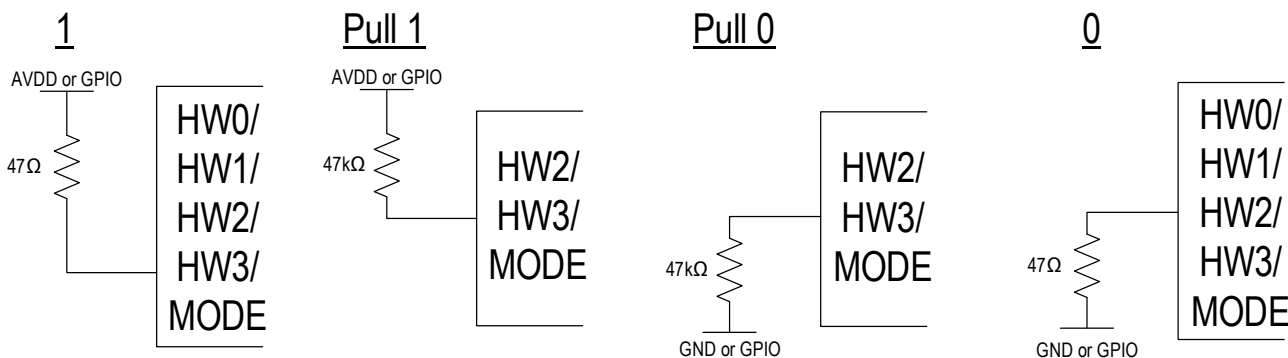 1
AVDD or GPIO
47Ω
HW0/
HW1/
HW2/
HW3/
MODE
Pull 1
AVDD or GPIO
47kΩ
HW2/
HW3/
MODE
Pull 0
HW2/
HW3/
MODE
47kΩ
GND or GPIO
0
HW0/
HW1/
HW2/
HW3/
MODE
47Ω
GND or GPIO